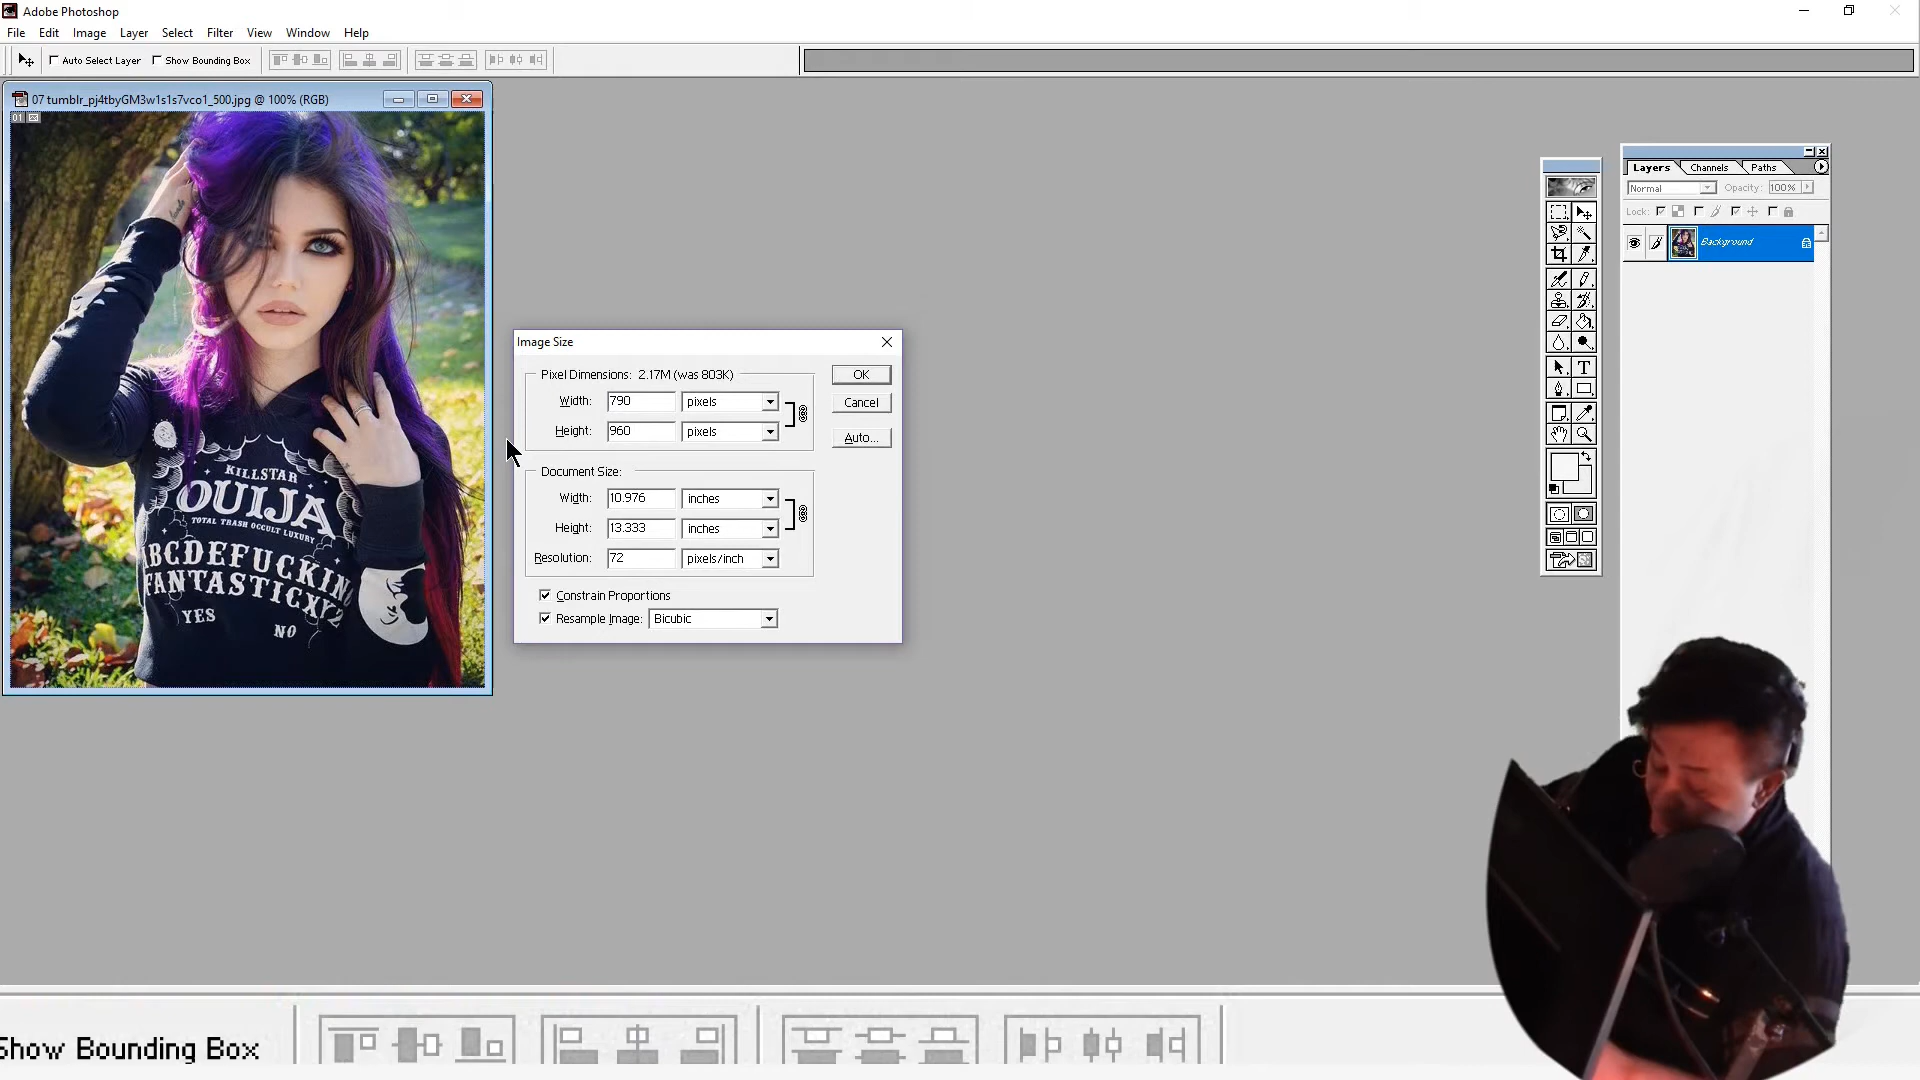 Adobe Photoshop
File Edit Image Layer Select Filter View Window Help
Auto Select Layer Show Bounding Box
07 tumblr_pj4tbyGM3w1s1s7vco1_500.jpg @ 100% (RGB)
01
KILLSTAR
OUIJA
TOTAL TRASH OCCULT LUXURY
ABCDEFUCKING
FANTASTICXYZ
YES
NO
Image Size
Pixel Dimensions: 2.17M (was 803K)
Width: 790 pixels
Height: 960 pixels
Document Size:
Width: 10.976 inches
Height: 13.333 inches
Resolution: 72 pixels/inch
Constrain Proportions
Resample Image: Bicubic
OK
Cancel
Auto...
Layers Channels Paths
Normal Opacity: 100%
Lock:
Background
T
Show Bounding Box